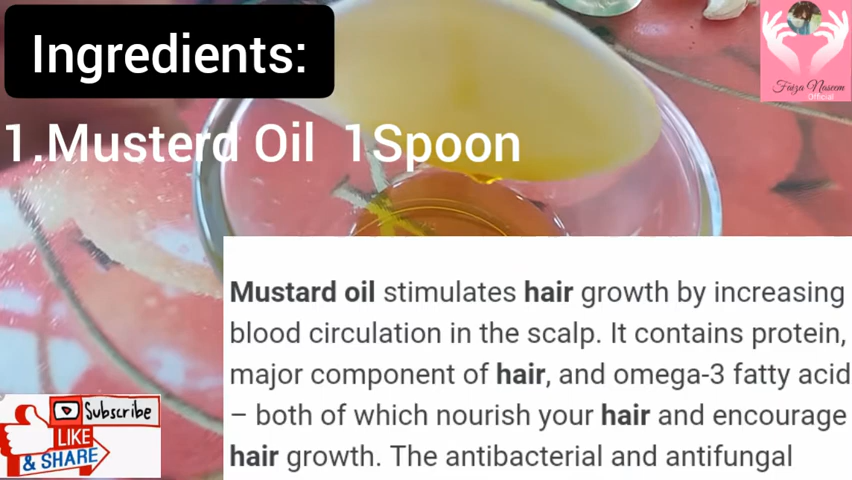 Ingredients:
Faiza Naseem
Official
1.Musterd Oil 1Spoon
Mustard oil stimulates hair growth by increasing
blood circulation in the scalp. It contains protein,
major component of hair, and omega-3 fatty acid
– both of which nourish your hair and encourage
hair growth. The antibacterial and antifungal
Subscribe
LIKE
& SHARE